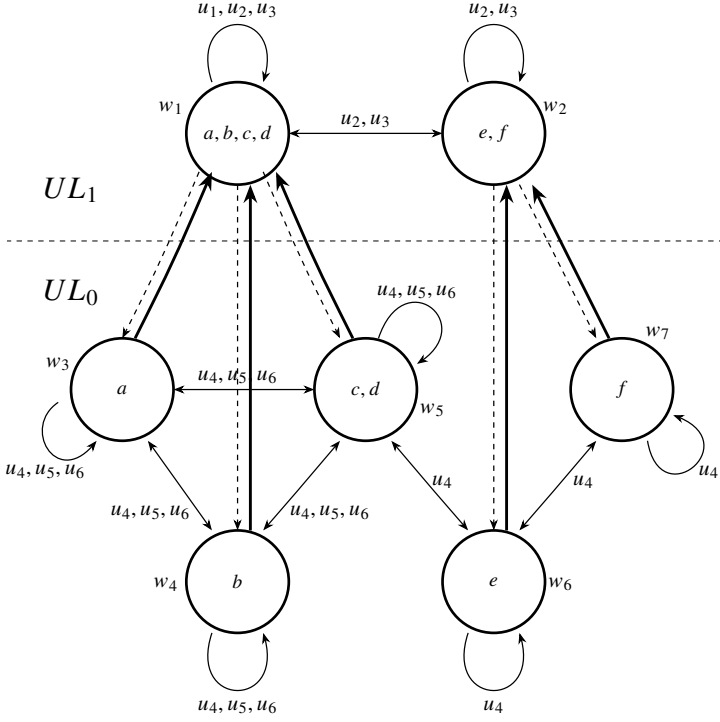 u₁, u₂, u₃
u₂, u₃
w₁
w₂
a, b, c, d
u₂, u₃
e, f
UL₁
UL₀
u₄, u₅, u₆
w₃
w₇
a
u₄, u₅, u₆
c, d
f
w₅
u₄, u₅, u₆
u₄
u₄
u₄
u₄, u₅, u₆
u₄, u₅, u₆
w₄
b
e
w₆
u₄, u₅, u₆
u₄